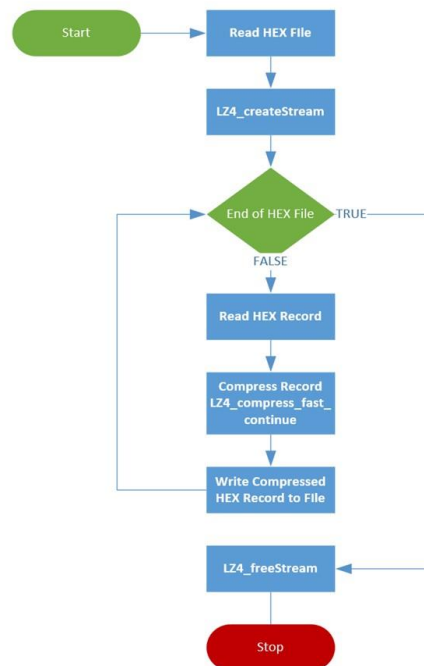 Start
Read HEX FIle
LZ4_createStream
End of HEX File
TRUE
FALSE
Read HEX Record
Compress Record
LZ4_compress_fast_
continue
Write Compressed
HEX Record to FIle
LZ4_freeStream
Stop